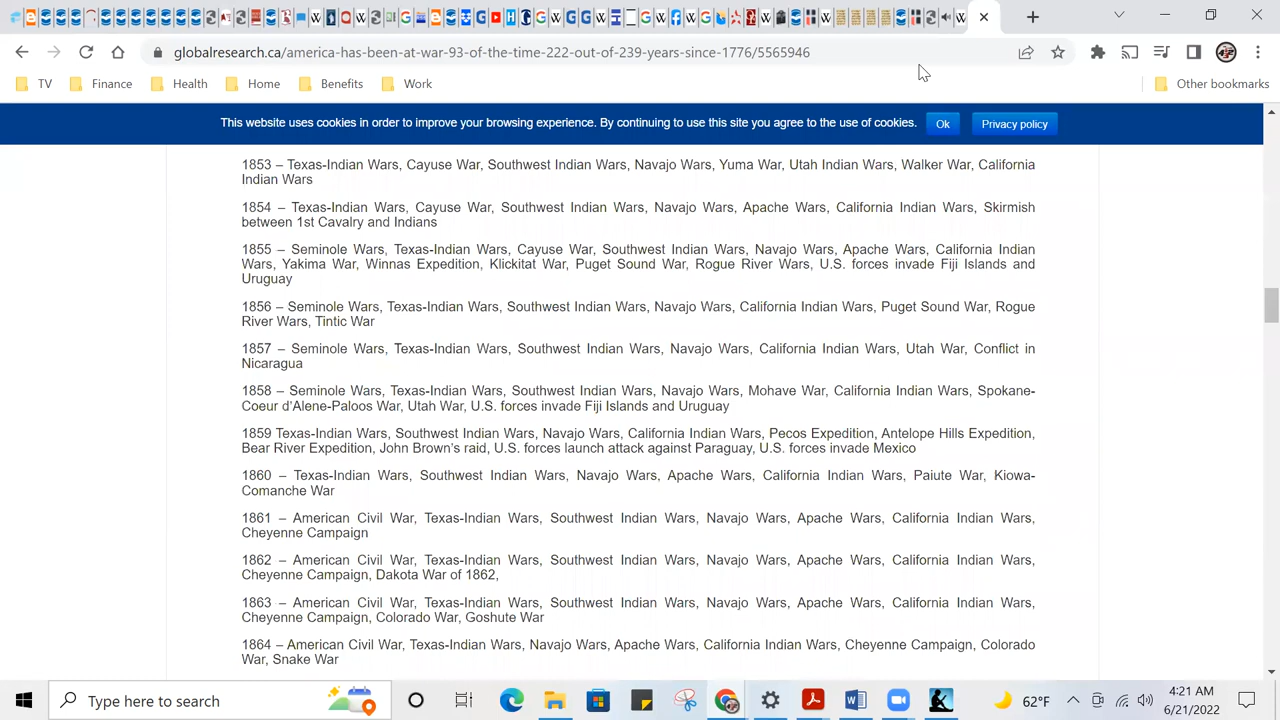 globalresearch.ca/america-has-been-at-war-93-of-the-time-222-out-of-239-years-since-1776/5565946
TV Finance Health Home Benefits Work Other bookmarks
This website uses cookies in order to improve your browsing experience. By continuing to use this site you agree to the use of cookies. Ok Privacy policy
1853 – Texas-Indian Wars, Cayuse War, Southwest Indian Wars, Navajo Wars, Yuma War, Utah Indian Wars, Walker War, California
Indian Wars
1854 – Texas-Indian Wars, Cayuse War, Southwest Indian Wars, Navajo Wars, Apache Wars, California Indian Wars, Skirmish
between 1st Cavalry and Indians
1855 – Seminole Wars, Texas-Indian Wars, Cayuse War, Southwest Indian Wars, Navajo Wars, Apache Wars, California Indian
Wars, Yakima War, Winnas Expedition, Klickitat War, Puget Sound War, Rogue River Wars, U.S. forces invade Fiji Islands and
Uruguay
1856 – Seminole Wars, Texas-Indian Wars, Southwest Indian Wars, Navajo Wars, California Indian Wars, Puget Sound War, Rogue
River Wars, Tintic War
1857 – Seminole Wars, Texas-Indian Wars, Southwest Indian Wars, Navajo Wars, California Indian Wars, Utah War, Conflict in
Nicaragua
1858 – Seminole Wars, Texas-Indian Wars, Southwest Indian Wars, Navajo Wars, Mohave War, California Indian Wars, Spokane-
Coeur d’Alene-Paloos War, Utah War, U.S. forces invade Fiji Islands and Uruguay
1859 Texas-Indian Wars, Southwest Indian Wars, Navajo Wars, California Indian Wars, Pecos Expedition, Antelope Hills Expedition,
Bear River Expedition, John Brown’s raid, U.S. forces launch attack against Paraguay, U.S. forces invade Mexico
1860 – Texas-Indian Wars, Southwest Indian Wars, Navajo Wars, Apache Wars, California Indian Wars, Paiute War, Kiowa-
Comanche War
1861 – American Civil War, Texas-Indian Wars, Southwest Indian Wars, Navajo Wars, Apache Wars, California Indian Wars,
Cheyenne Campaign
1862 – American Civil War, Texas-Indian Wars, Southwest Indian Wars, Navajo Wars, Apache Wars, California Indian Wars,
Cheyenne Campaign, Dakota War of 1862,
1863 – American Civil War, Texas-Indian Wars, Southwest Indian Wars, Navajo Wars, Apache Wars, California Indian Wars,
Cheyenne Campaign, Colorado War, Goshute War
1864 – American Civil War, Texas-Indian Wars, Navajo Wars, Apache Wars, California Indian Wars, Cheyenne Campaign, Colorado
War, Snake War
Type here to search
62°F
4:21 AM
6/21/2022